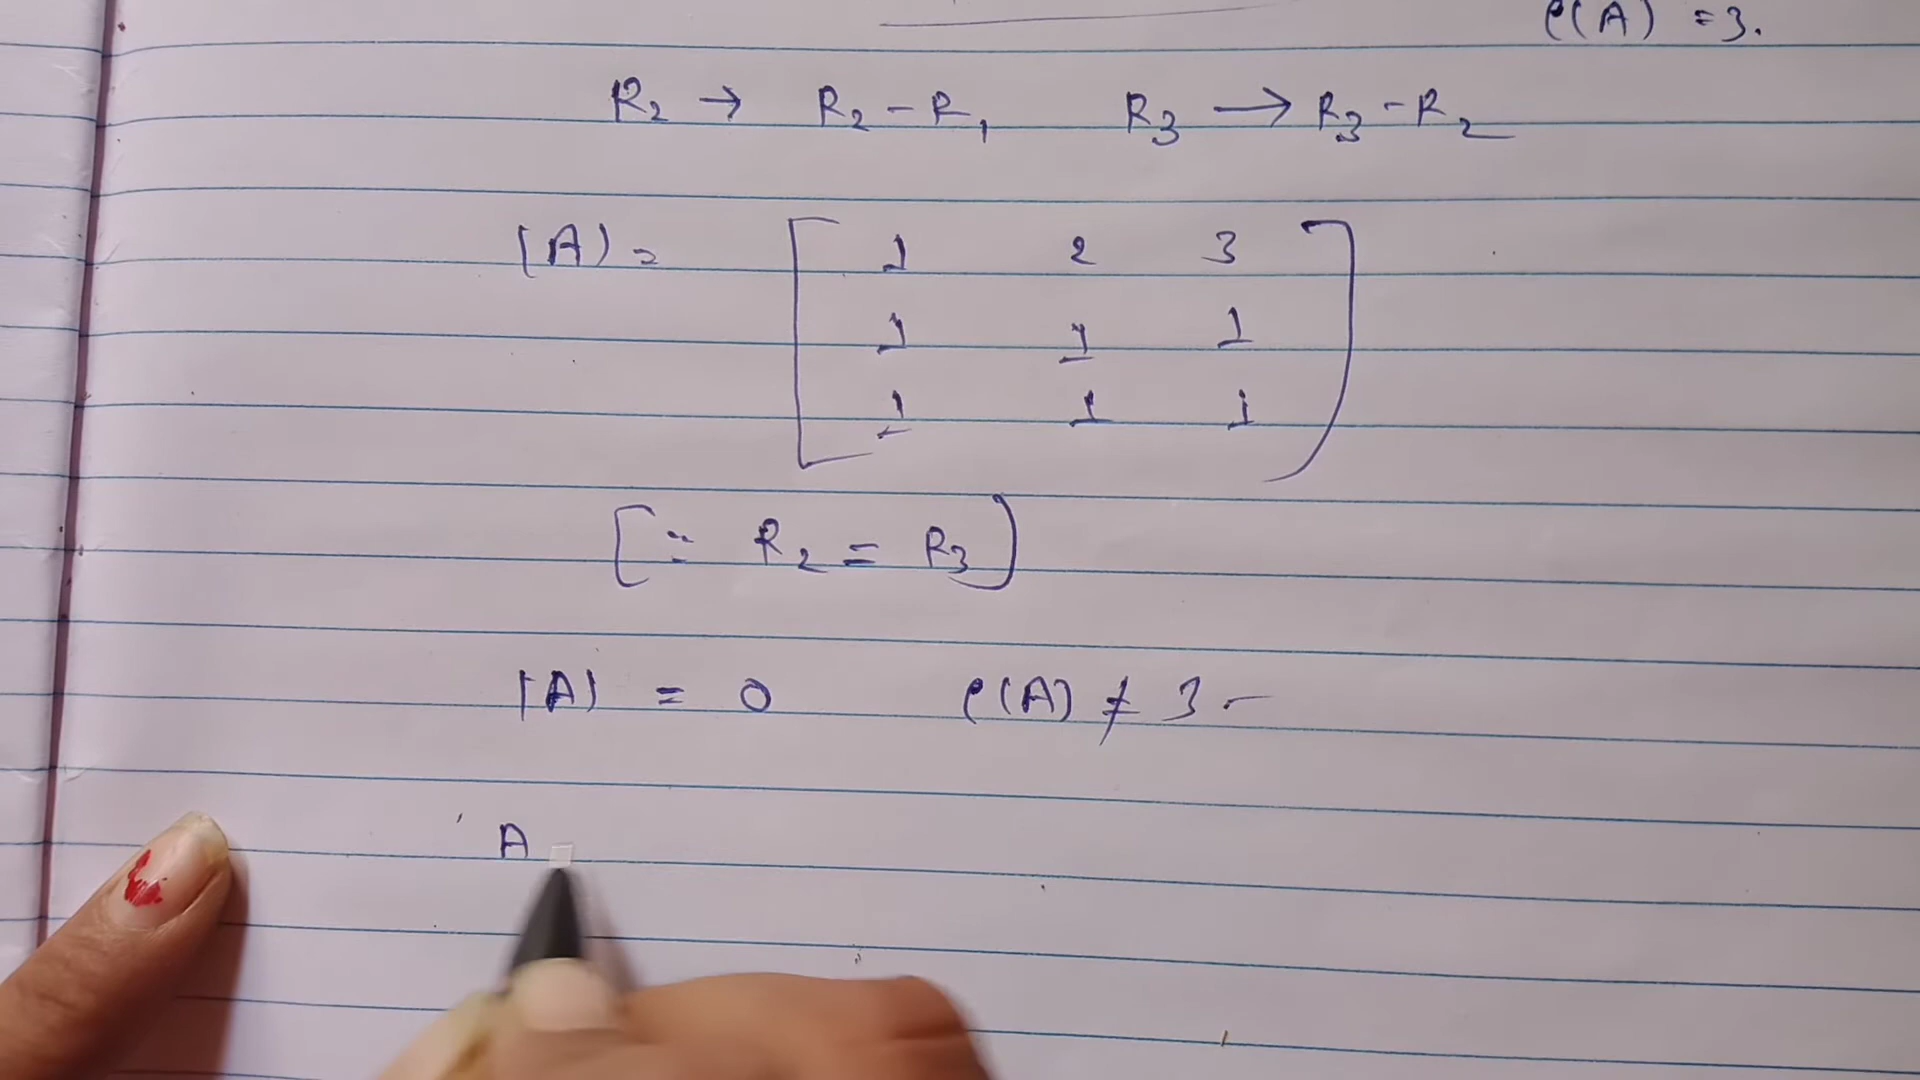 ρ(A) = 3.
R₂ → R₂ - R₁ R₃ → R₃ - R₂
|A| = [ 1 2 3
1 1 1
1 1 1 ]
[∵ R₂ = R₃]
|A| = 0 ρ(A) ≠ 3 -
A